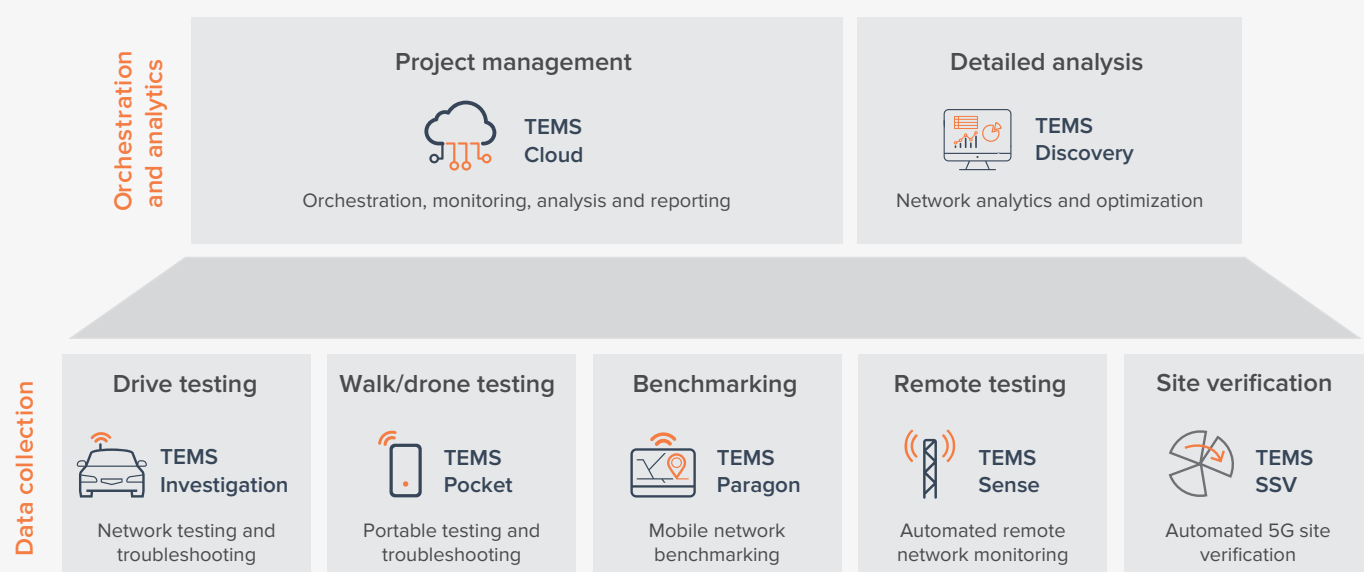 Orchestration
and analytics
Project management
TEMS
Cloud
Orchestration, monitoring, analysis and reporting
Detailed analysis
TEMS
Discovery
Network analytics and optimization
Data collection
Drive testing
TEMS
Investigation
Network testing and
troubleshooting
Walk/drone testing
TEMS
Pocket
Portable testing and
troubleshooting
Benchmarking
TEMS
Paragon
Mobile network
benchmarking
Remote testing
TEMS
Sense
Automated remote
network monitoring
Site verification
TEMS
SSV
Automated 5G site
verification